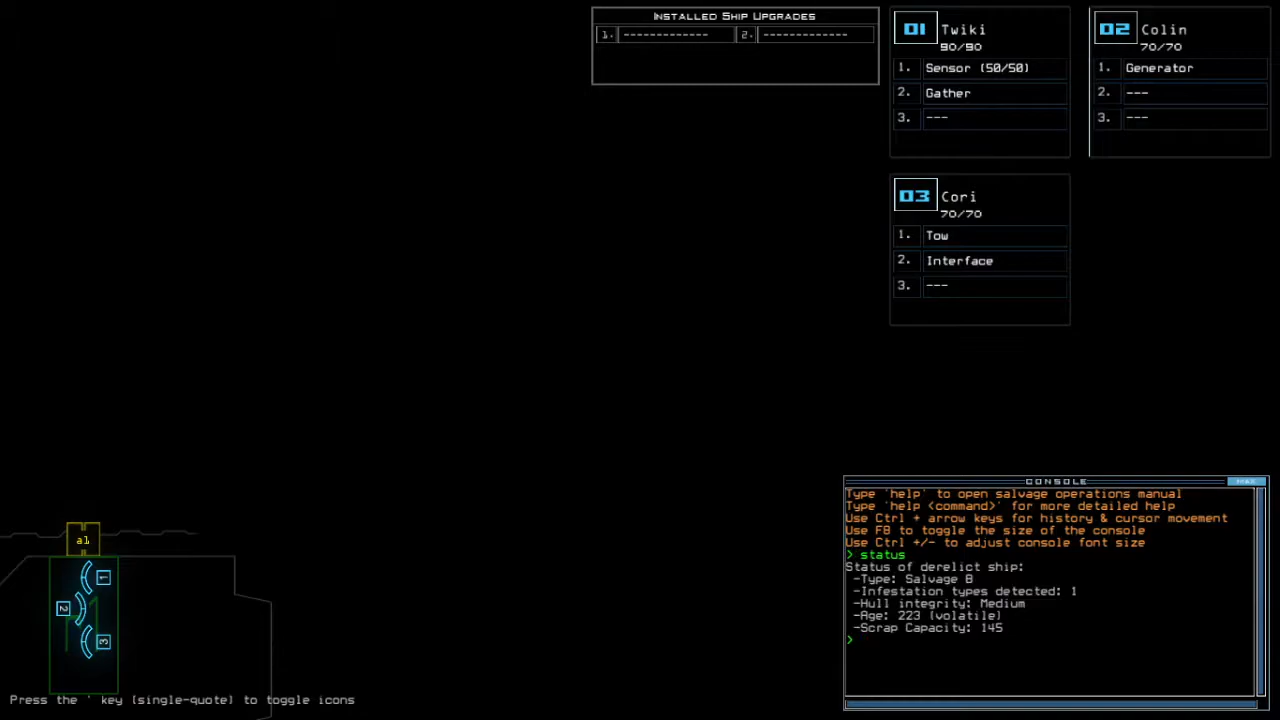 Installed Ship Upgrades
1. ------------- 2. -------------
01 Twiki
90/90
1. Sensor (50/50)
2. Gather
3. ---
02 Colin
70/70
1. Generator
2. ---
3. ---
03 Cori
70/70
1. Tow
2. Interface
3. ---
a1
1
2
3
Press the ' key (single-quote) to toggle icons
CONSOLE
MAX
Type 'help' to open salvage operations manual
Type 'help <command>' for more detailed help
Use Ctrl + arrow keys for history & cursor movement
Use F8 to toggle the size of the console
Use Ctrl +/- to adjust console font size
> status
Status of derelict ship:
-Type: Salvage B
-Infestation types detected: 1
-Hull integrity: Medium
-Age: 223 (volatile)
-Scrap Capacity: 145
>